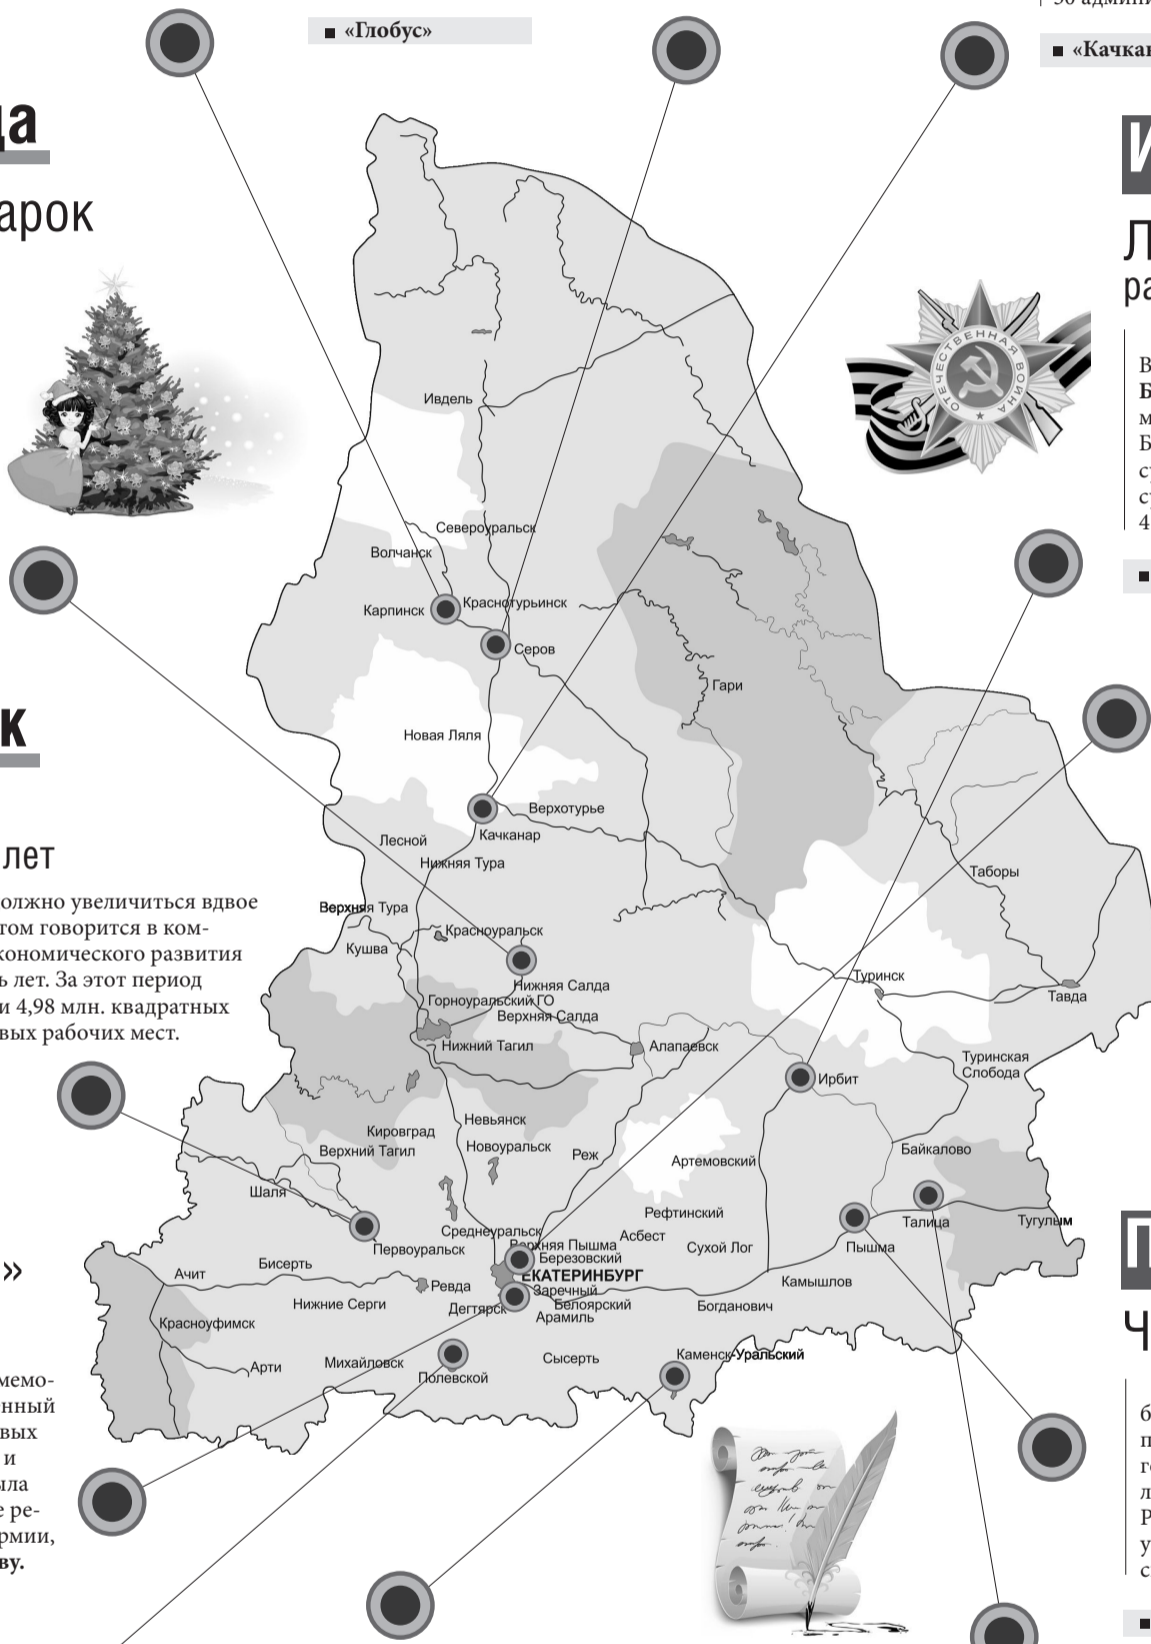 «Глобус»
«Качкан
да
арок
И
Л
ра
В
Б
м
Б
с
с
4
ОТЕЧЕСТВЕННАЯ ВОЙНА
Ивдель
Североуральск
Волчанск
Карпинск
Краснотурьинск
Серов
Гари
Новая Ляля
Верхотурье
Качканар
Лесной
Нижняя Тура
Таборы
к
лет
олжно увеличиться вдвое
том говорится в ком-
кономического развития
ь лет. За этот период
и 4,98 млн. квадратных
вых рабочих мест.
Верхняя Тура
Красноуральск
Кушва
Туринск
Нижняя Салда
Тавда
Горноуральский ГО
Верхняя Салда
Нижний Тагил
Алапаевск
Туринская
Слобода
Ирбит
Невьянск
Кировград
Новоуральск
Верхний Тагил
Реж
Артемовский
Байкалово
Шаля
Рефтинский
Талица
Тугулым
Среднеуральск
Асбест
Первоуральск
Верхняя Пышма
Сухой Лог
Пышма
Березовский
Бисерть
Ачит
ЕКАТЕРИНБУРГ
Камышлов
Ревда
Заречный
Нижние Серги
Дегтярск
Белоярский
Богданович
Арамиль
Красноуфимск
Каменск-Уральский
Сысерть
Михайловск
Арти
Полевской
»
мемо-
енный
вых
и
ыла
е ре-
рмии,
ву.
П
Ч
б
п
г
л
Р
у
с